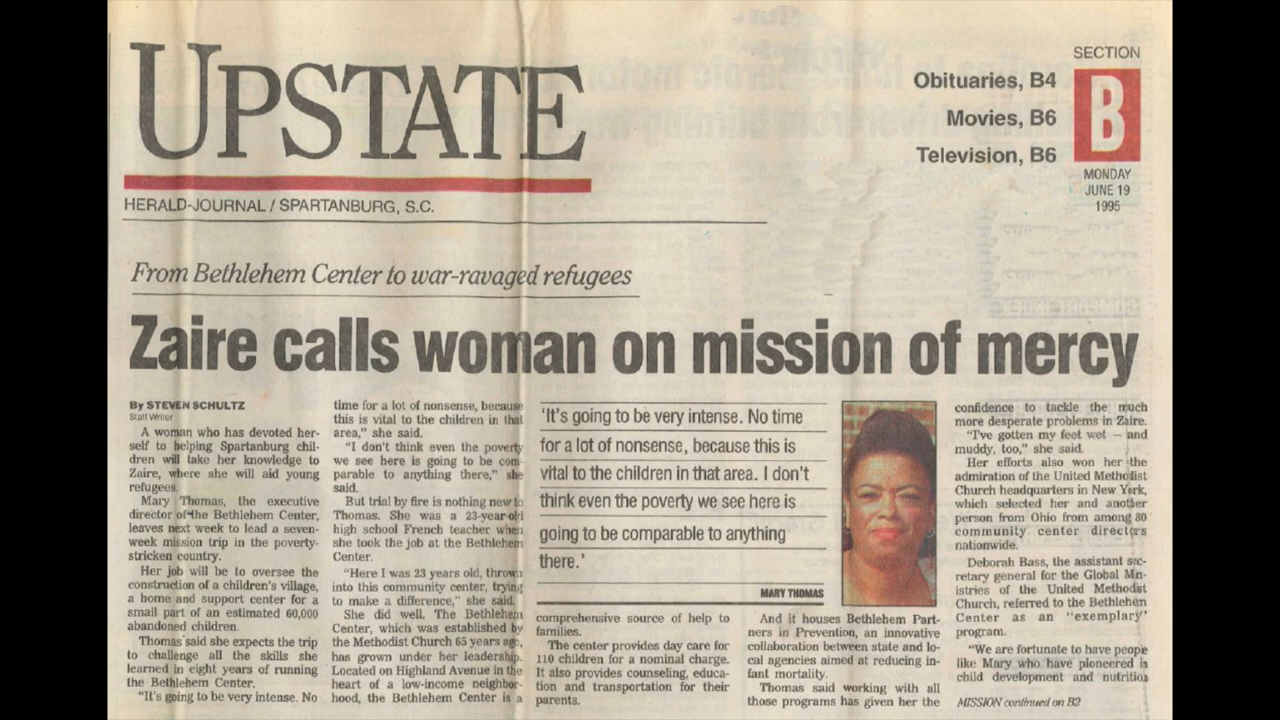 UPSTATE
HERALD-JOURNAL / SPARTANBURG, S.C.
Obituaries, B4
Movies, B6
Television, B6
SECTION
B
MONDAY
JUNE 19
1995
From Bethlehem Center to war-ravaged refugees
Zaire calls woman on mission of mercy
By STEVEN SCHULTZ
Staff Writer
A woman who has devoted her-
self to helping Spartanburg chil-
dren will take her knowledge to
Zaire, where she will aid young
refugees.
Mary Thomas, the executive
director of the Bethlehem Center,
leaves next week to lead a seven-
week mission trip in the poverty-
stricken country.
Her job will be to oversee the
construction of a children's village,
a home and support center for a
small part of an estimated 60,000
abandoned children.
Thomas said she expects the trip
to challenge all the skills she
learned in eight years of running
the Bethlehem Center.
"It's going to be very intense. No
time for a lot of nonsense, because
this is vital to the children in that
area," she said.
"I don't think even the poverty
we see here is going to be com-
parable to anything there," she
said.
But trial by fire is nothing new to
Thomas. She was a 23-year-old
high school French teacher when
she took the job at the Bethlehem
Center.
"Here I was 23 years old, thrown
into this community center, trying
to make a difference," she said.
She did well. The Bethlehem
Center, which was established by
the Methodist Church 65 years ago,
has grown under her leadership.
Located on Highland Avenue in the
heart of a low-income neighbor-
hood, the Bethlehem Center is a
'It's going to be very intense. No time
for a lot of nonsense, because this is
vital to the children in that area. I don't
think even the poverty we see here is
going to be comparable to anything
there.'
MARY THOMAS
comprehensive source of help to
families.
The center provides day care for
110 children for a nominal charge.
It also provides counseling, educa-
tion and transportation for their
parents.
And it houses Bethlehem Part-
ners in Prevention, an innovative
collaboration between state and lo-
cal agencies aimed at reducing in-
fant mortality.
Thomas said working with all
those programs has given her the
confidence to tackle the much
more desperate problems in Zaire.
"I've gotten my feet wet — and
muddy, too," she said.
Her efforts also won her the
admiration of the United Methodist
Church headquarters in New York,
which selected her and another
person from Ohio from among 80
community center directors
nationwide.
Deborah Bass, the assistant sec-
retary general for the Global Min-
istries of the United Methodist
Church, referred to the Bethlehem
Center as an "exemplary"
program.
"We are fortunate to have people
like Mary who have pioneered in
child development and nutrition
MISSION continued on B2